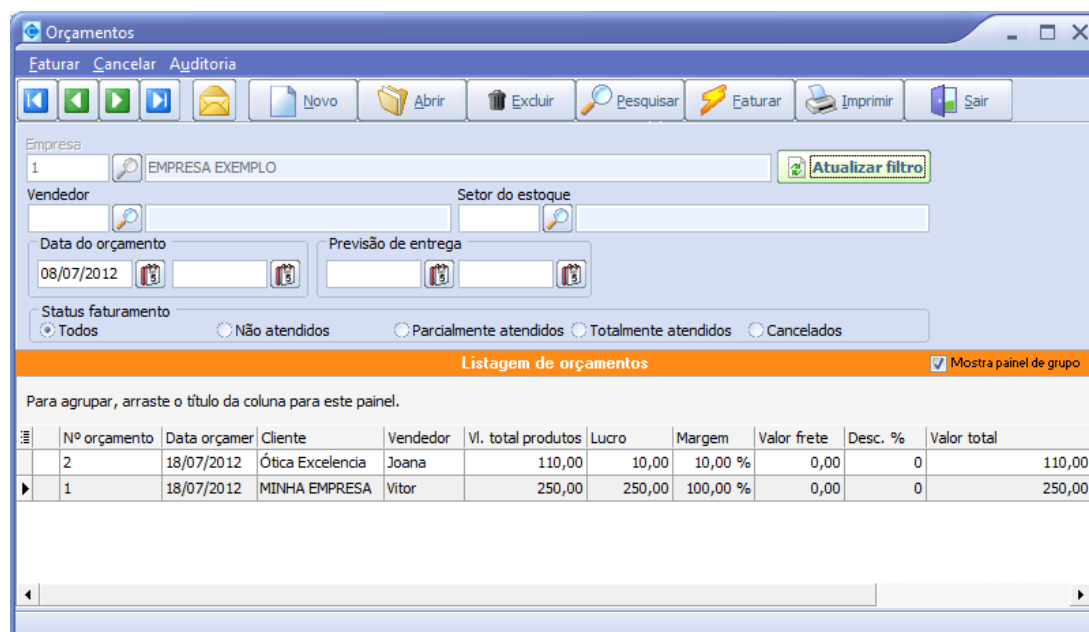 Orçamentos
Faturar Cancelar Auditoria
Novo Abrir Excluir Pesquisar Faturar Imprimir Sair
Empresa
1 EMPRESA EXEMPLO Atualizar filtro
Vendedor Setor do estoque
Data do orçamento Previsão de entrega
08/07/2012
Status faturamento
Todos Não atendidos Parcialmente atendidos Totalmente atendidos Cancelados
Listagem de orçamentos Mostra painel de grupo
Para agrupar, arraste o título da coluna para este painel.
Nº orçamento Data orçamer Cliente Vendedor Vl. total produtos Lucro Margem Valor frete Desc. % Valor total
2 18/07/2012 Ótica Excelencia Joana 110,00 10,00 10,00 % 0,00 0 110,00
1 18/07/2012 MINHA EMPRESA Vitor 250,00 250,00 100,00 % 0,00 0 250,00